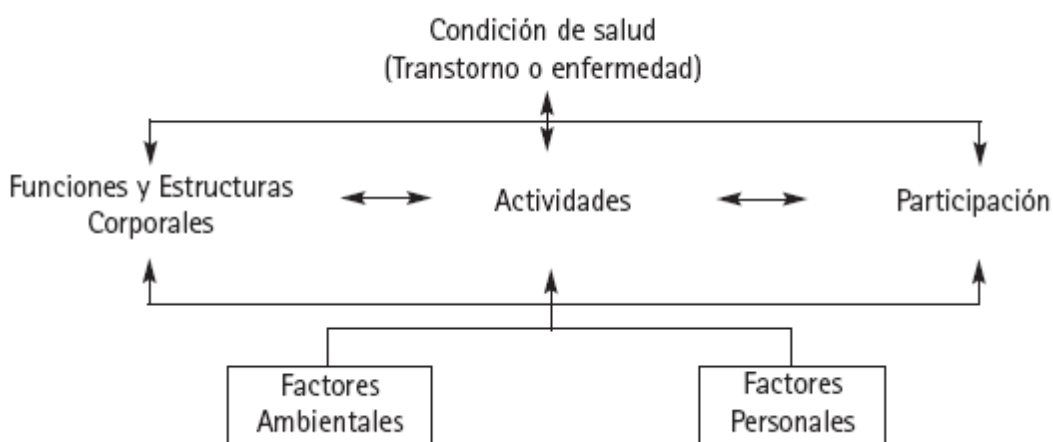 Condición de salud
(Transtorno o enfermedad)
Funciones y Estructuras
Corporales
Actividades
Participación
Factores
Ambientales
Factores
Personales